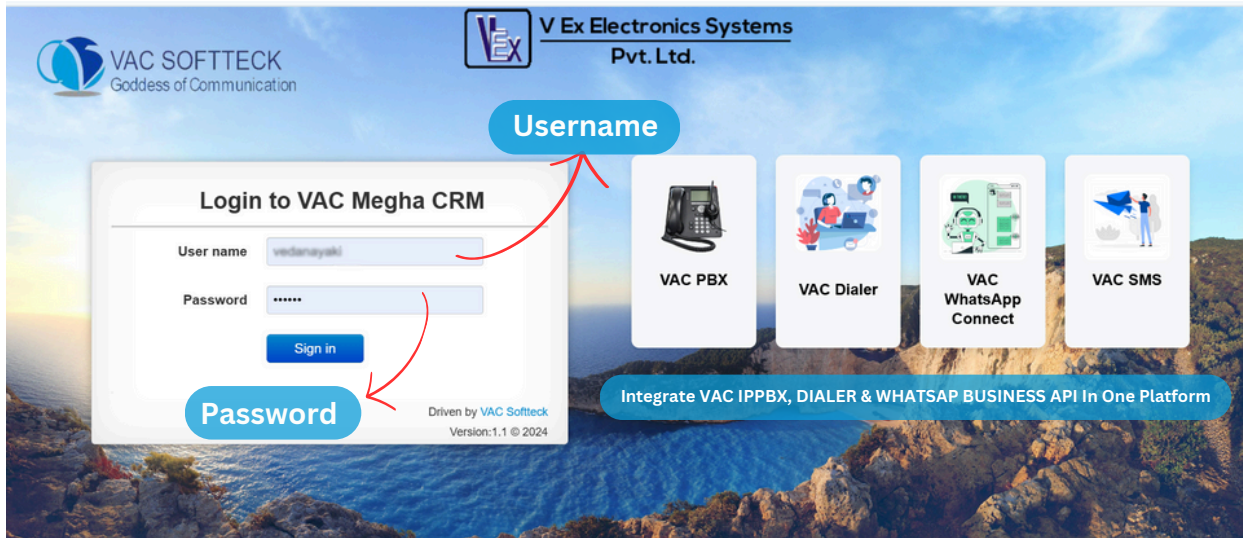 VAC SOFTTECK
Goddess of Communication
VEx
V Ex Electronics Systems
Pvt. Ltd.
Username
Login to VAC Megha CRM
User name
Password
••••••
Sign in
Password
Driven by VAC Softteck
Version:1.1 © 2024
VAC PBX
VAC Dialer
VAC
WhatsApp
Connect
VAC SMS
Integrate VAC IPPBX, DIALER & WHATSAP BUSINESS API In One Platform